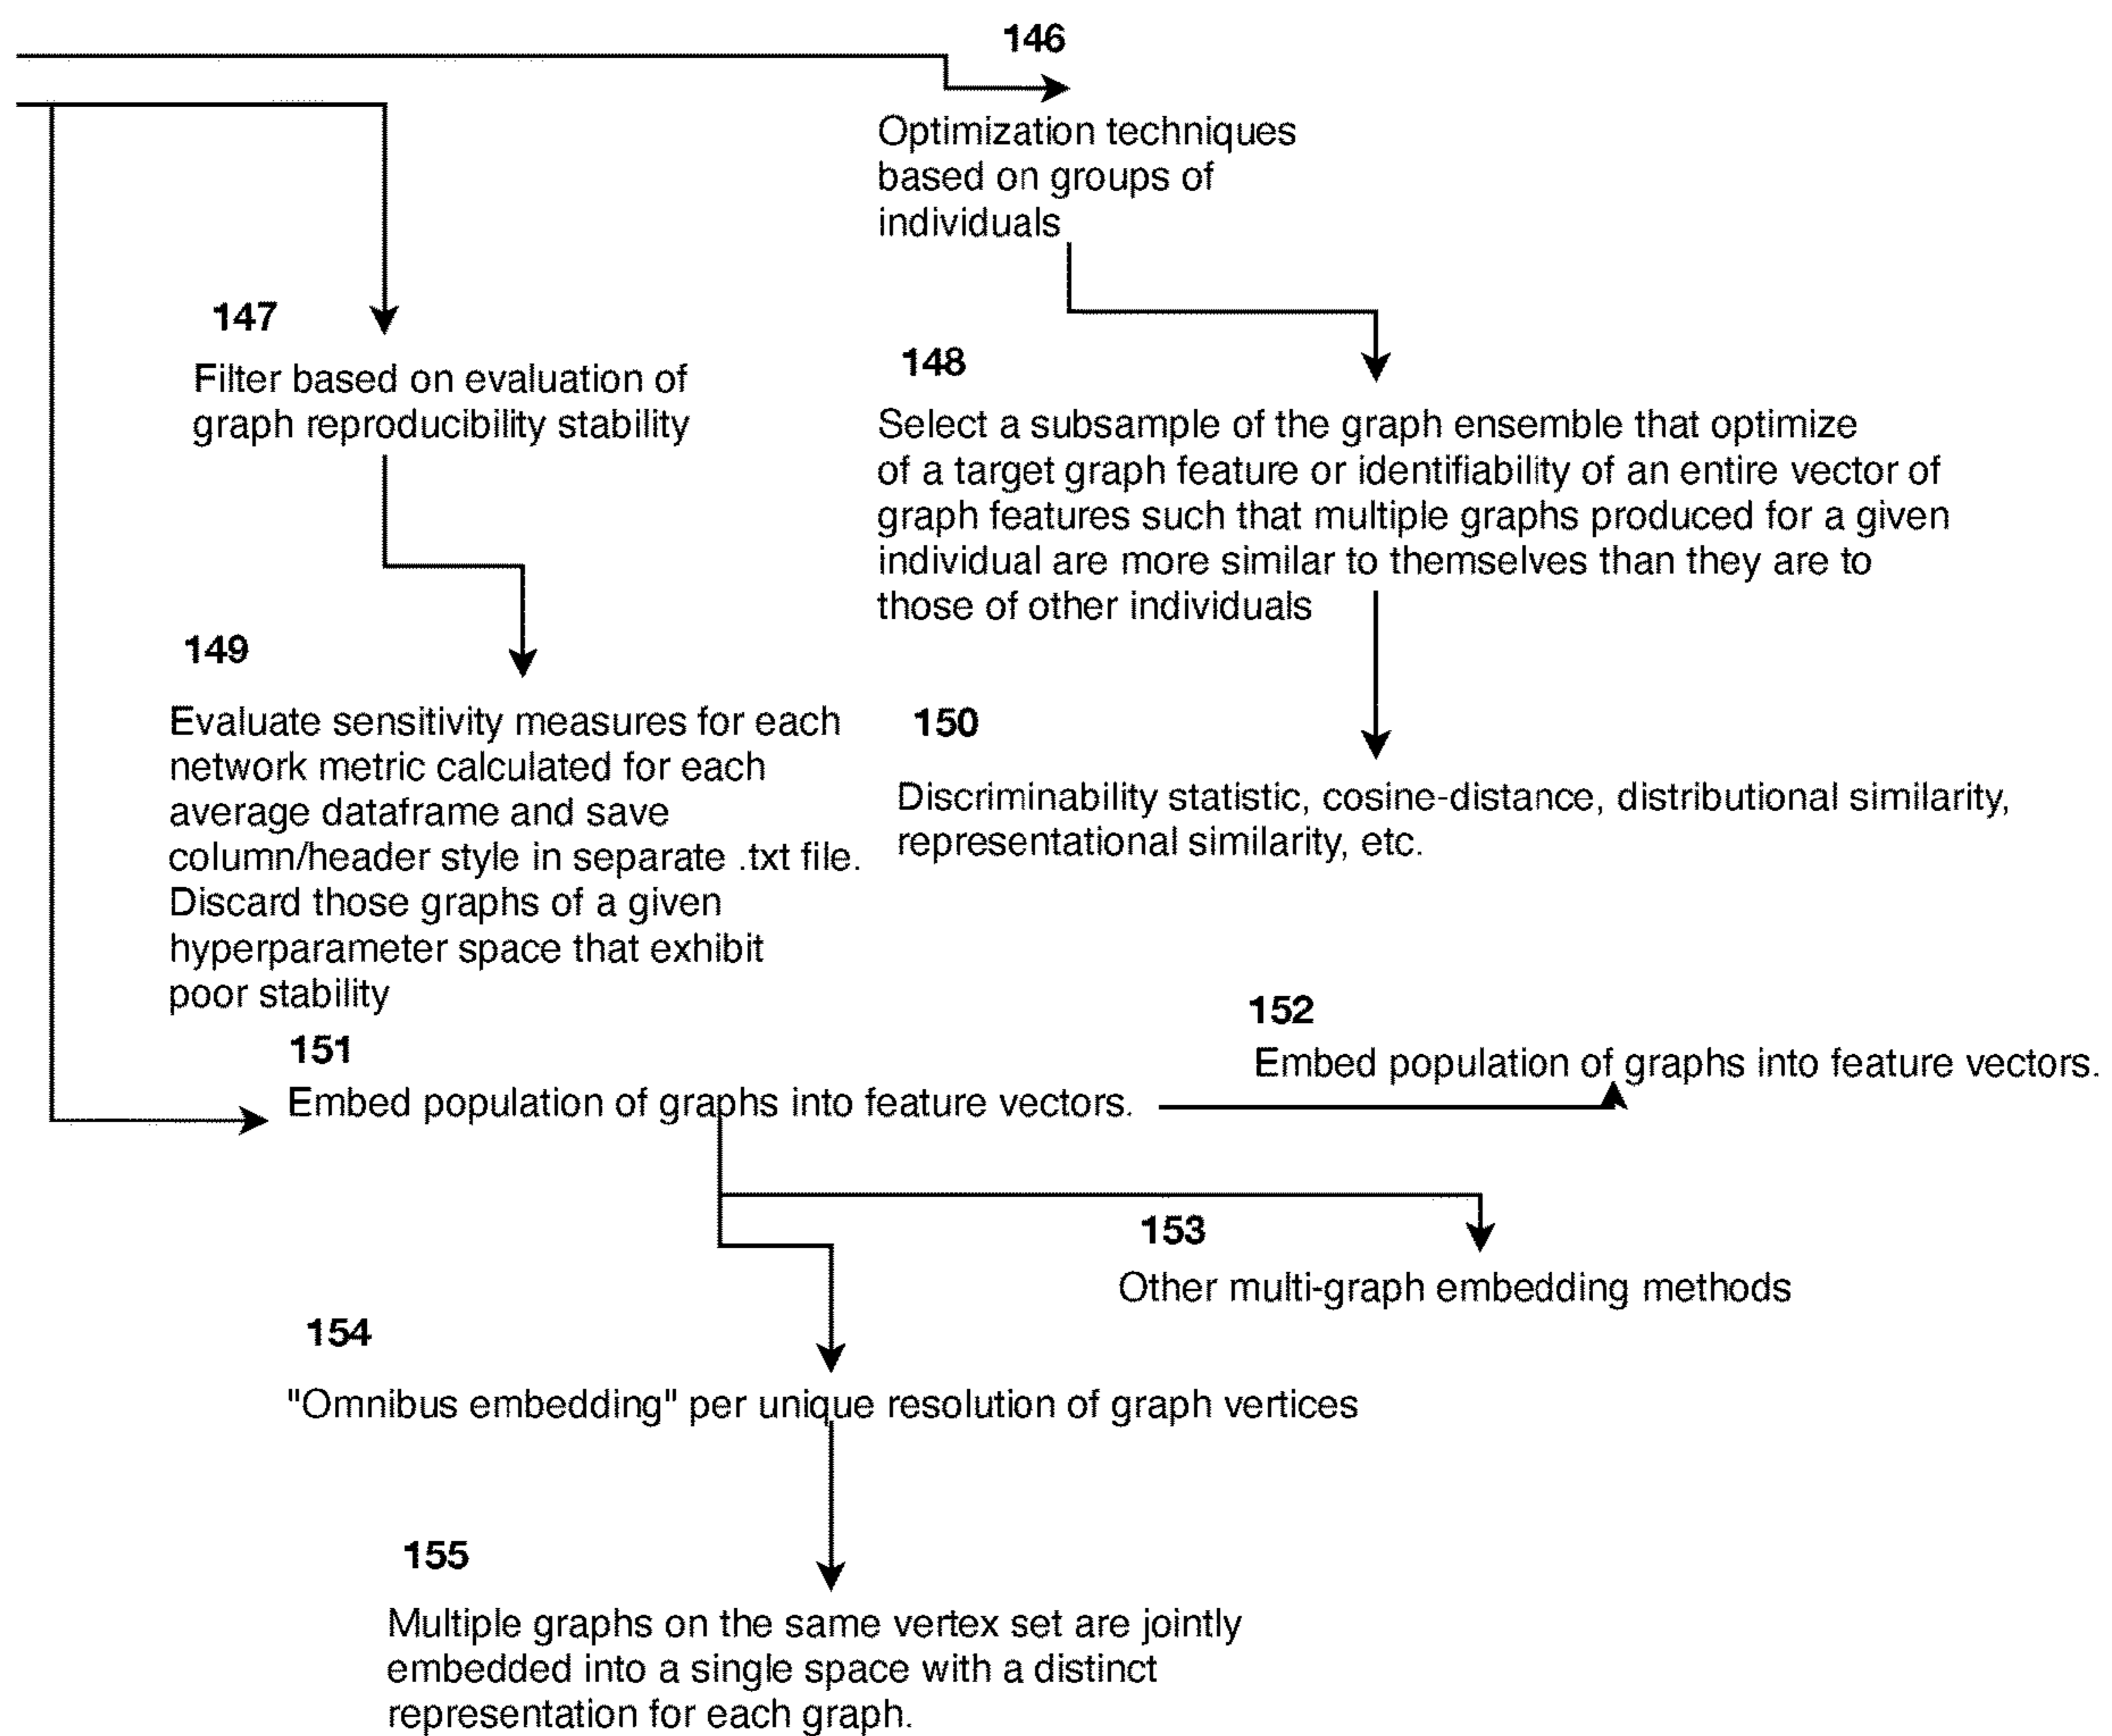 146
Optimization techniques
based on groups of
individuals
147
Filter based on evaluation of
graph reproducibility stability
148
Select a subsample of the graph ensemble that optimize
of a target graph feature or identifiability of an entire vector of
graph features such that multiple graphs produced for a given
individual are more similar to themselves than they are to
those of other individuals
149
Evaluate sensitivity measures for each
network metric calculated for each
average dataframe and save
column/header style in separate .txt file.
Discard those graphs of a given
hyperparameter space that exhibit
poor stability
150
Discriminability statistic, cosine-distance, distributional similarity,
representational similarity, etc.
151
Embed population of graphs into feature vectors.
152
Embed population of graphs into feature vectors.
153
Other multi-graph embedding methods
154
"Omnibus embedding" per unique resolution of graph vertices
155
Multiple graphs on the same vertex set are jointly
embedded into a single space with a distinct
representation for each graph.